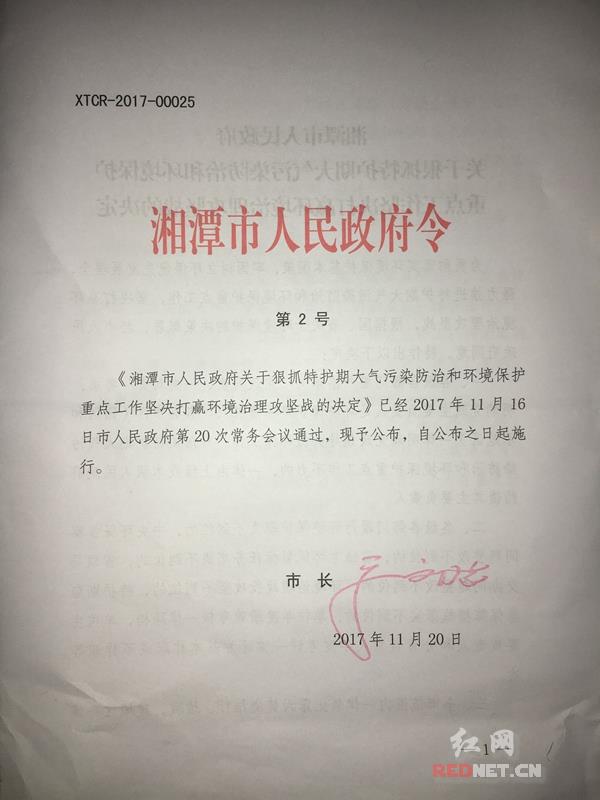 XTCR-2017-00025
湘潭市人民政府令
第 2 号
《湘潭市人民政府关于狠抓特护期大气污染防治和环境保护
重点工作坚决打赢环境治理攻坚战的决定》已经 2017 年 11 月 16
日市人民政府第 20 次常务会议通过，现予公布，自公布之日起施
行。
市 长
2017 年 11 月 20 日
红网
— 1 —
REDNET.CN